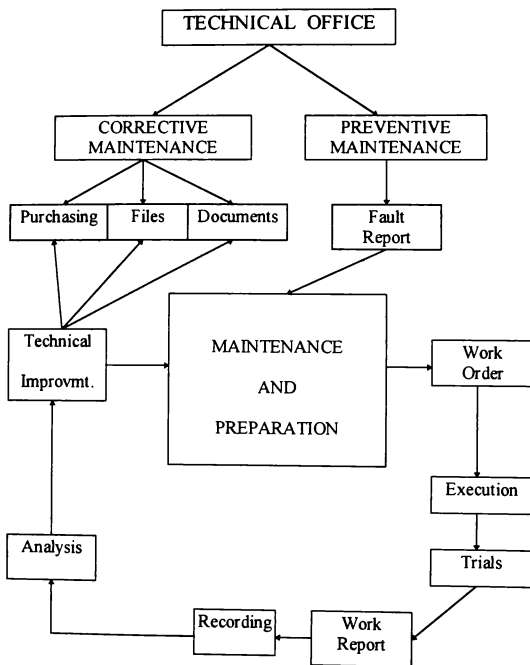 TECHNICAL OFFICE
CORRECTIVE
MAINTENANCE
PREVENTIVE
MAINTENANCE
Purchasing
Files
Documents
Fault
Report
Technical
Improvmt.
MAINTENANCE
AND
PREPARATION
Work
Order
Execution
Trials
Analysis
Recording
Work
Report